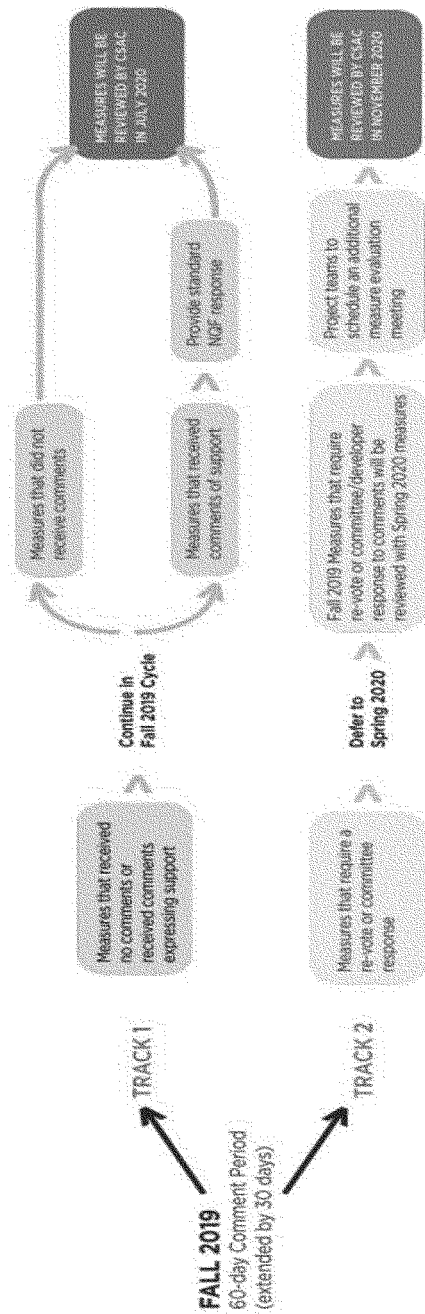 FALL 2019
60-day Comment Period
(extended by 30 days)
TRACK 1
Measures that received
no comments or
received comments
expressing support
Continue in
Fall 2019 Cycle
Measures that did not
receive comments
Measures that received
comments of support
Provide standard
NQF response
MEASURES WILL BE
REVIEWED BY CSAC
IN JULY 2020
TRACK 2
Measures that require a
re-vote or committee
response
Defer to
Spring 2020
Fall 2019 Measures that require
re-vote or committee/developer
response to comments will be
reviewed with Spring 2020 measures
Project teams to
schedule an additional
measure evaluation
meeting
MEASURES WILL BE
REVIEWED BY CSAC
IN NOVEMBER 2020